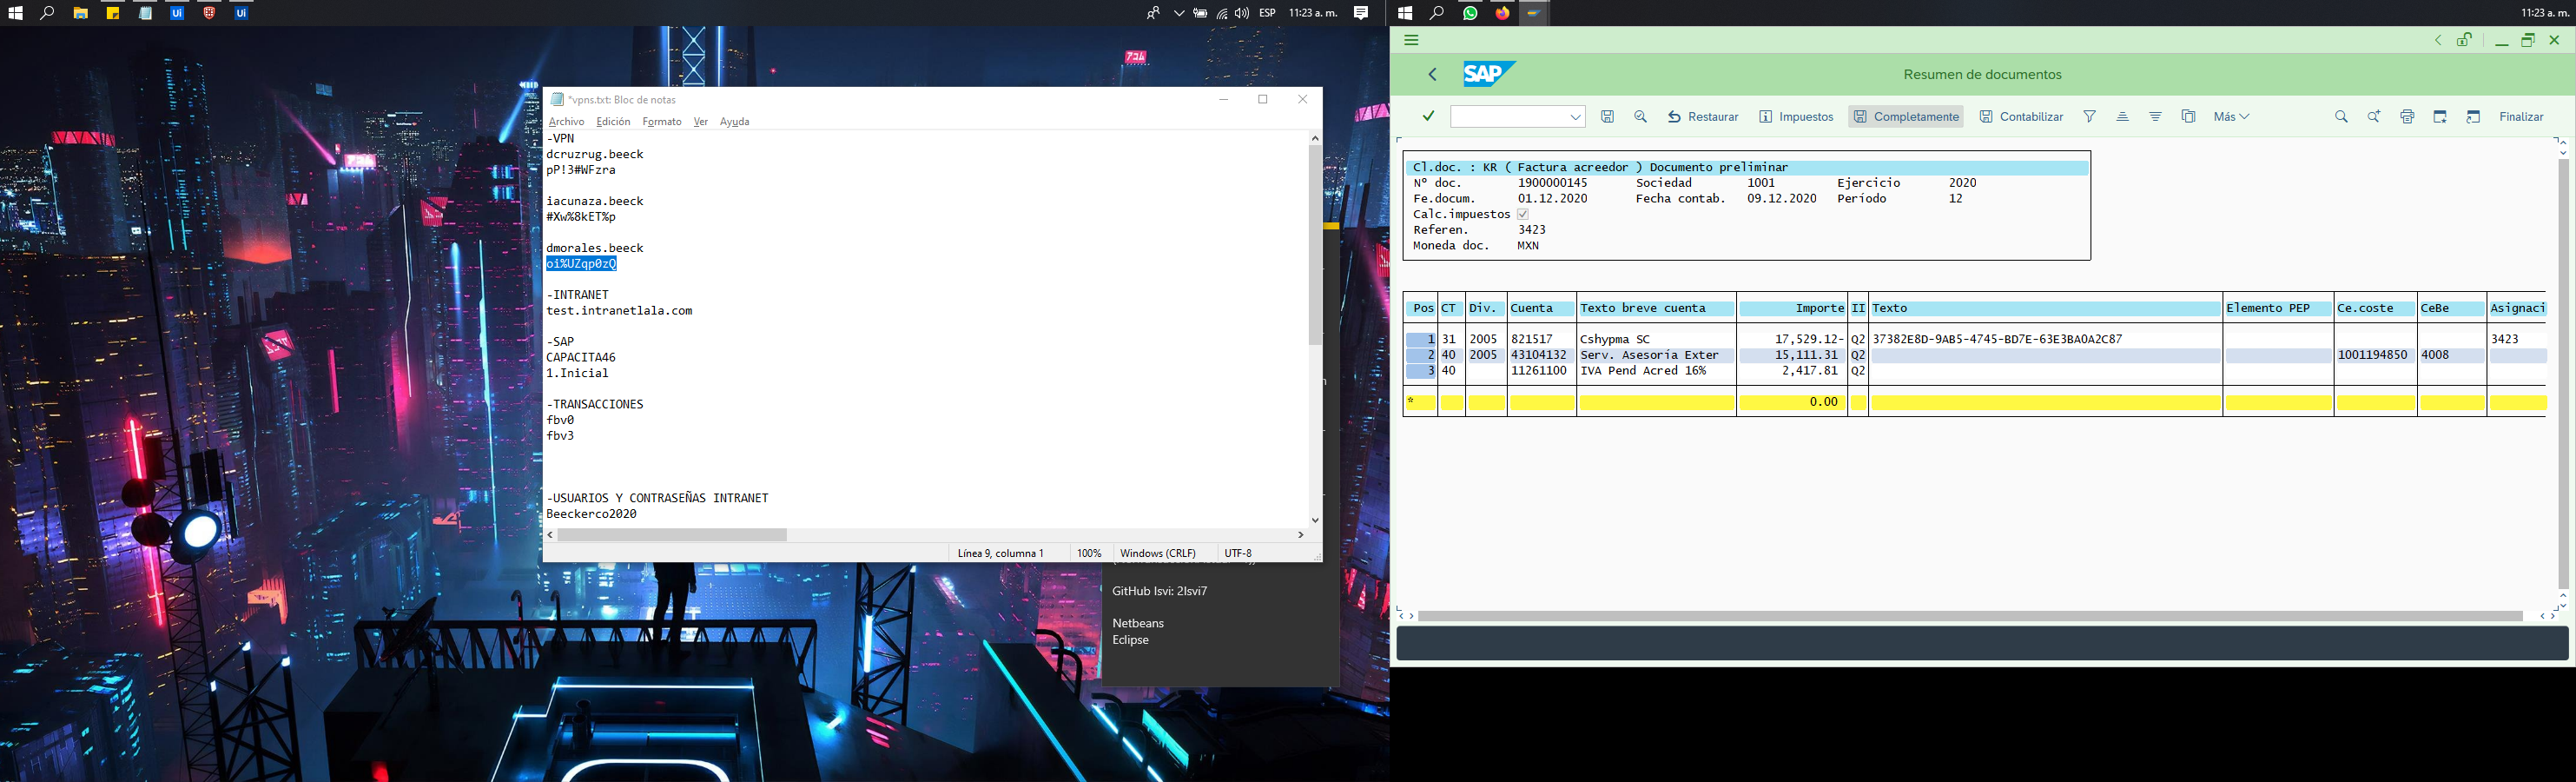 ESP 11:23 a. m.
11:23 a. m.
アコム
*vpns.txt: Bloc de notas
Archivo Edición Formato Ver Ayuda
-VPN
dcruzrug.beeck
pP!3#WFzra
iacunaza.beeck
#Xw%8kET%p
dmorales.beeck
oi%UZqp0zQ
-INTRANET
test.intranetlala.com
-SAP
CAPACITA46
1.Inicial
-TRANSACCIONES
fbv0
fbv3
-USUARIOS Y CONTRASEÑAS INTRANET
Beeckerco2020
Línea 9, columna 1 100% Windows (CRLF) UTF-8
GitHub Isvi: 2Isvi7
Netbeans
Eclipse
SAP Resumen de documentos
Restaurar Impuestos Completamente Contabilizar Más Finalizar
Cl.doc. : KR ( Factura acreedor ) Documento preliminar
Nº doc. 1900000145 Sociedad 1001 Ejercicio 2020
Fe.docum. 01.12.2020 Fecha contab. 09.12.2020 Período 12
Calc.impuestos
Referen. 3423
Moneda doc. MXN
Pos CT Div. Cuenta Texto breve cuenta Importe II Texto Elemento PEP Ce.coste CeBe Asignaci
1 31 2005 821517 Cshypma SC 17,529.12- Q2 37382E8D-9AB5-4745-BD7E-63E3BA0A2C87 3423
2 40 2005 43104132 Serv. Asesoría Exter 15,111.31 Q2 1001194850 4008
3 40 11261100 IVA Pend Acred 16% 2,417.81 Q2
* 0.00